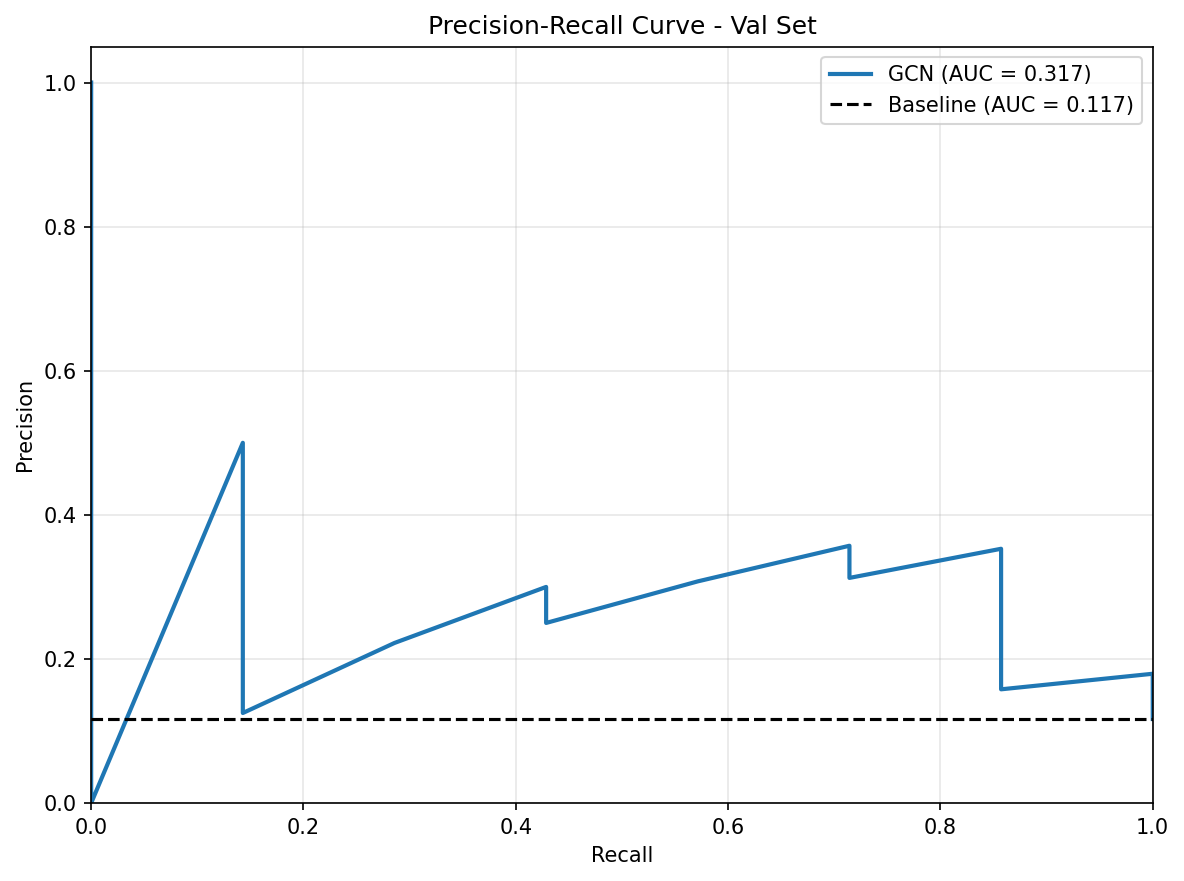 Precision-Recall Curve - Val Set
GCN (AUC = 0.317)
Baseline (AUC = 0.117)
Precision
1.0
0.8
0.6
0.4
0.2
0.0
0.0 0.2 0.4 0.6 0.8 1.0
Recall